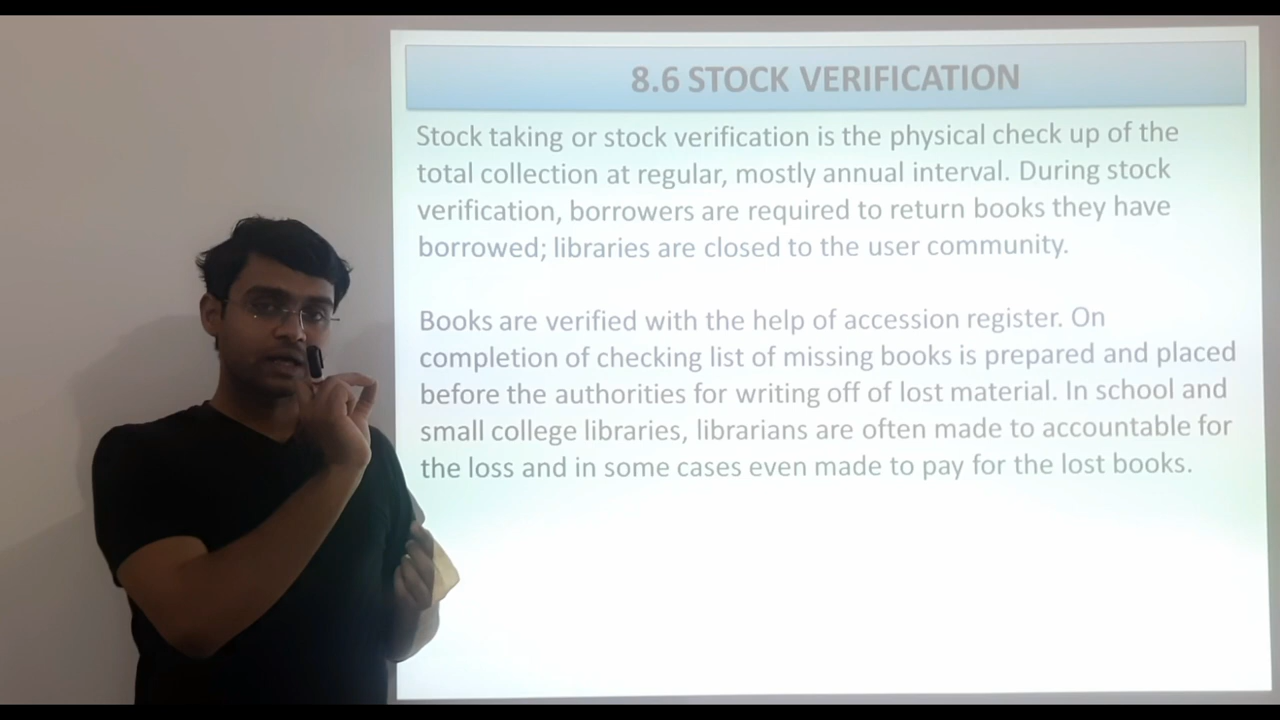 8.6 STOCK VERIFICATION
Stock taking or stock verification is the physical check up of the
total collection at regular, mostly annual interval. During stock
verification, borrowers are required to return books they have
borrowed; libraries are closed to the user community.
Books are verified with the help of accession register. On
completion of checking list of missing books is prepared and placed
before the authorities for writing off of lost material. In school and
small college libraries, librarians are often made to accountable for
the loss and in some cases even made to pay for the lost books.